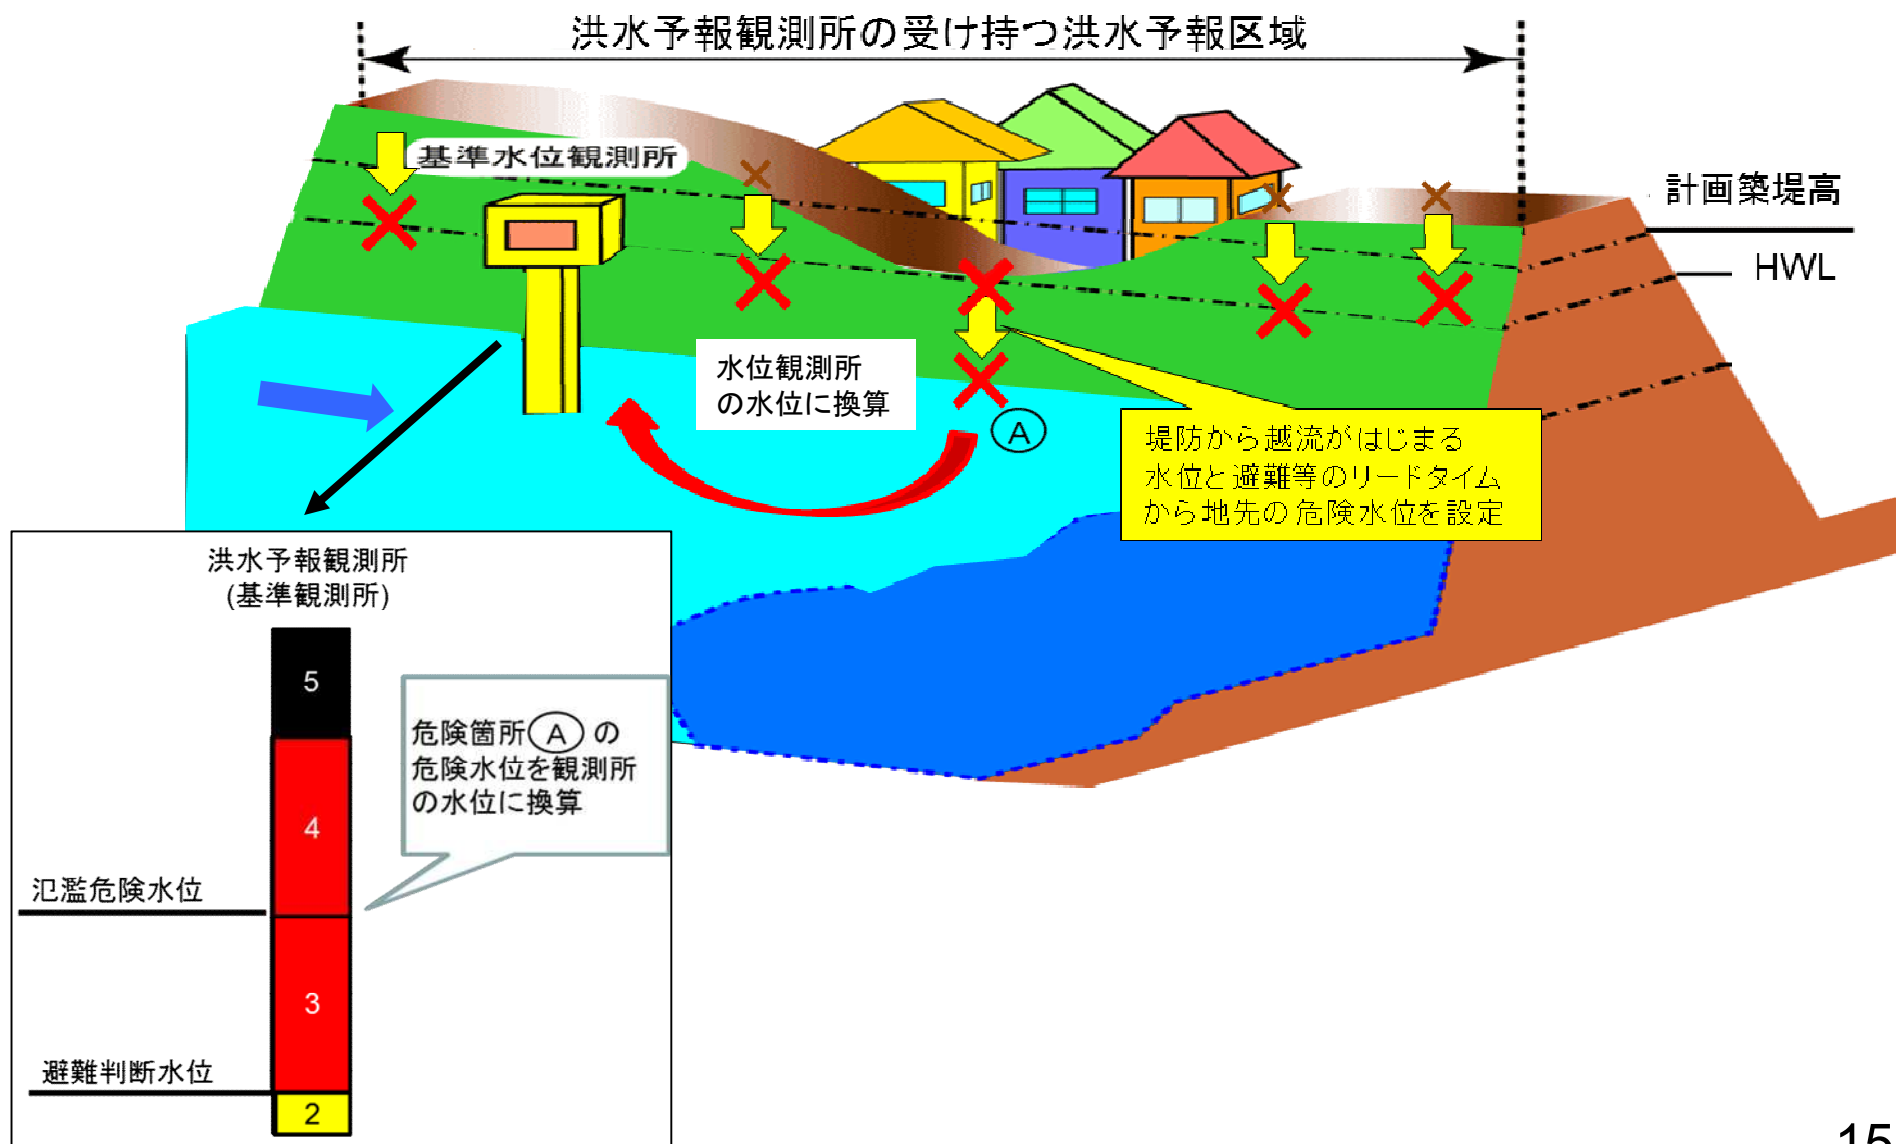 洪水予報観測所の受け持つ洪水予報区域
基準水位観測所
計画築堤高
HWL
水位観測所
の水位に換算
A
堤防から越流がはじまる
水位と避難等のリードタイム
から地先の危険水位を設定
洪水予報観測所
(基準観測所)
5
危険箇所A の
危険水位を観測所
の水位に換算
4
氾濫危険水位
3
避難判断水位
2
15